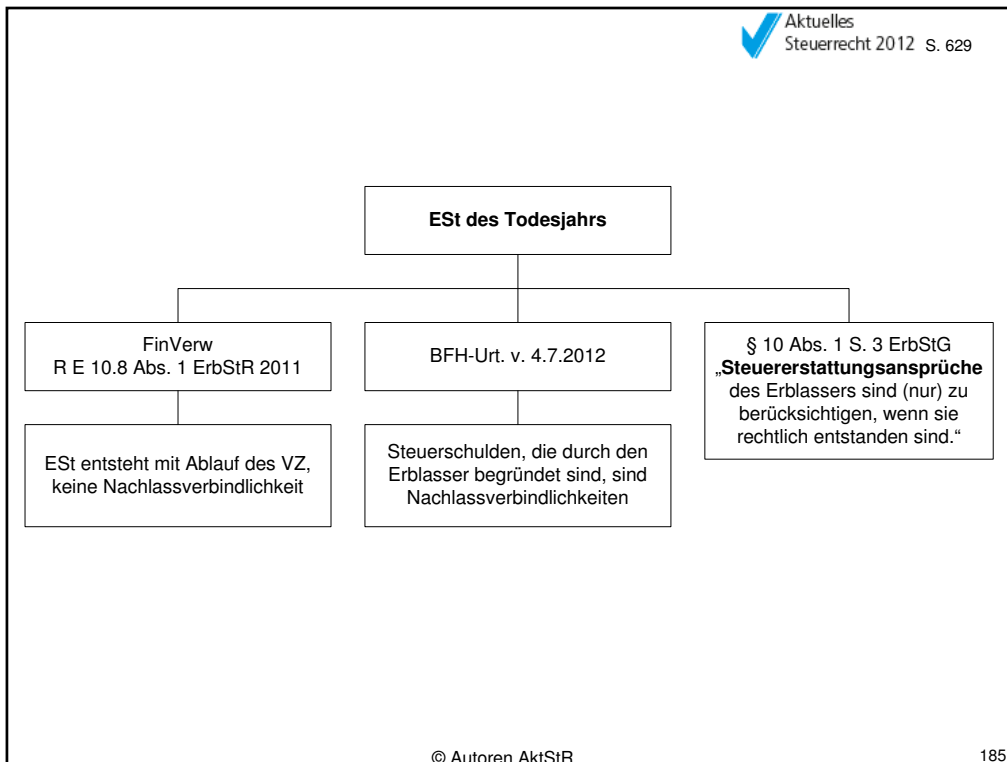 Aktuelles
Steuerrecht 2012 S. 629
ESt des Todesjahrs
FinVerw
R E 10.8 Abs. 1 ErbStR 2011
BFH-Urt. v. 4.7.2012
§ 10 Abs. 1 S. 3 ErbStG
„Steuererstattungsansprüche
des Erblassers sind (nur) zu
berücksichtigen, wenn sie
rechtlich entstanden sind.“
ESt entsteht mit Ablauf des VZ,
keine Nachlassverbindlichkeit
Steuerschulden, die durch den
Erblasser begründet sind, sind
Nachlassverbindlichkeiten
© Autoren AktStR
185